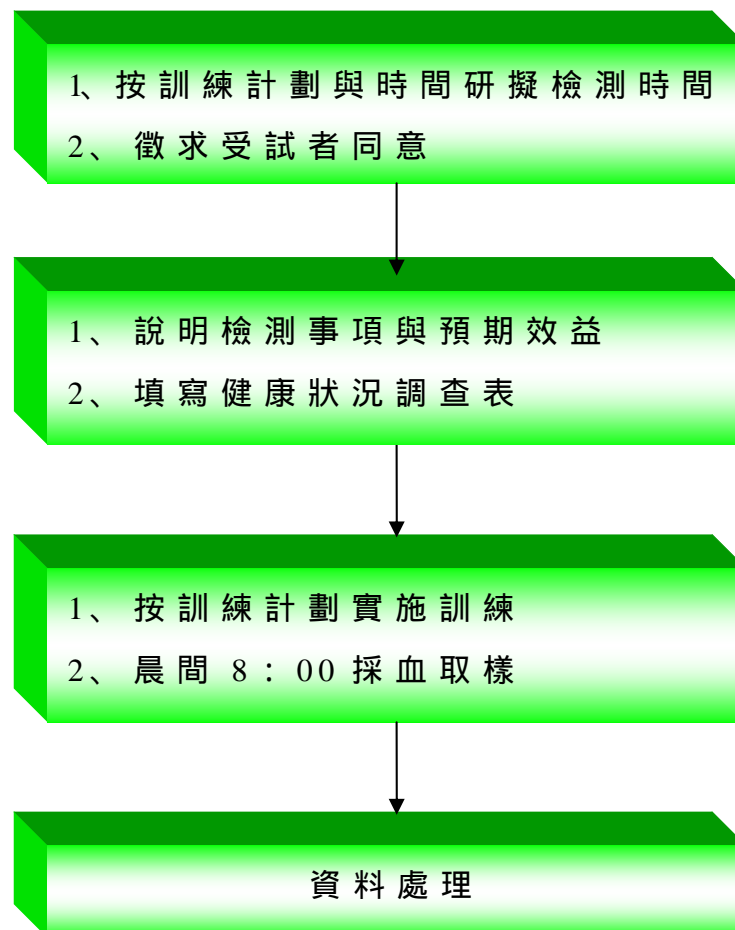 1、按訓練計劃與時間研擬檢測時間
2、徵求受試者同意
1、說明檢測事項與預期效益
2、填寫健康狀況調查表
1、按訓練計劃實施訓練
2、晨間 8：00 採血取樣
資料處理